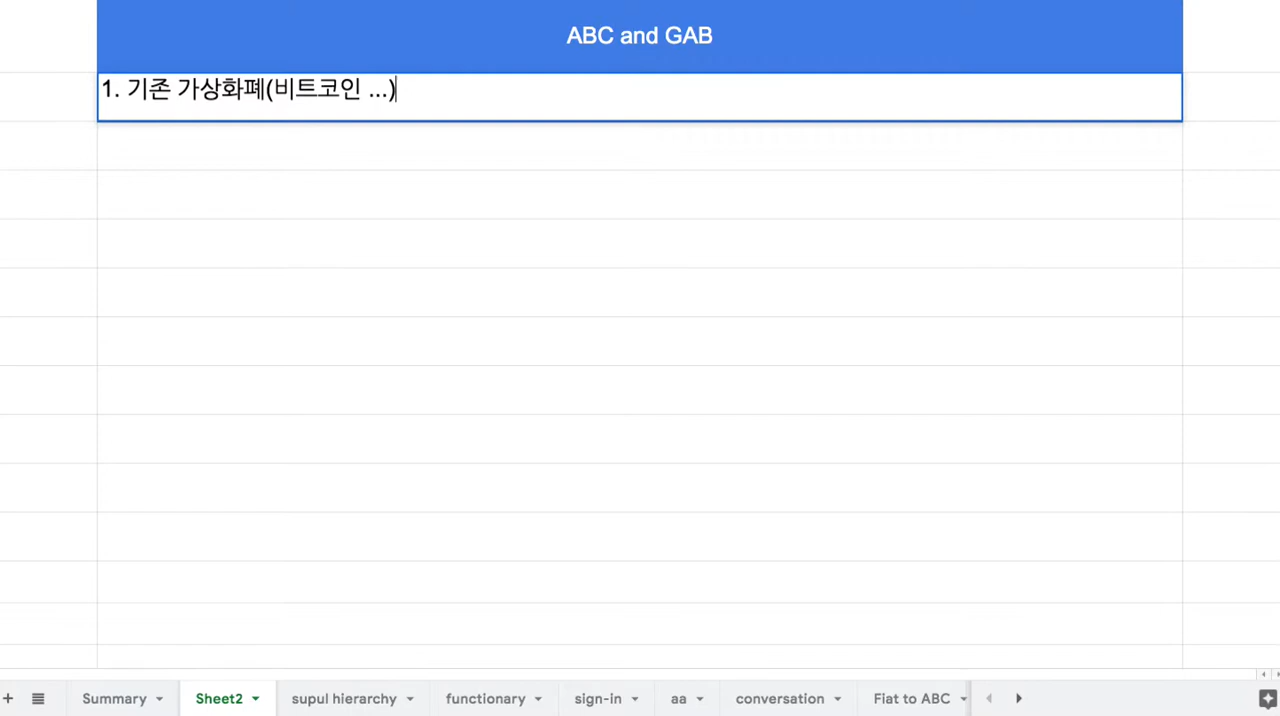 ABC and GAB
1. 기존 가상화폐(비트코인 ...)
+ Summary Sheet2 supul hierarchy functionary sign-in aa conversation Fiat to ABC